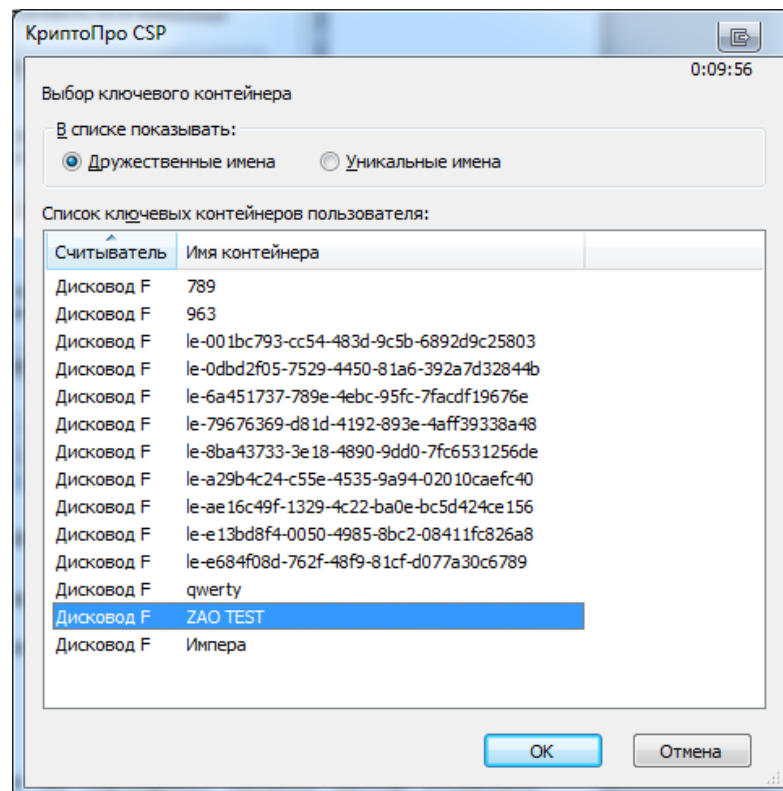 КриптоПро CSP
0:09:56
Выбор ключевого контейнера
В списке показывать:
Дружественные имена Уникальные имена
Список ключевых контейнеров пользователя:
Считыватель Имя контейнера
Дисковод F 789
Дисковод F 963
Дисковод F le-001bc793-cc54-483d-9c5b-6892d9c25803
Дисковод F le-0dbd2f05-7529-4450-81a6-392a7d32844b
Дисковод F le-6a451737-789e-4ebc-95fc-7facdf19676e
Дисковод F le-79676369-d81d-4192-893e-4aff39338a48
Дисковод F le-8ba43733-3e18-4890-9dd0-7fc6531256de
Дисковод F le-a29b4c24-c55e-4535-9a94-02010caefc40
Дисковод F le-ae16c49f-1329-4c22-ba0e-bc5d424ce156
Дисковод F le-e13bd8f4-0050-4985-8bc2-08411fc826a8
Дисковод F le-e684f08d-762f-48f9-81cf-d077a30c6789
Дисковод F qwerty
Дисковод F ZAO TEST
Дисковод F Импера
OK Отмена